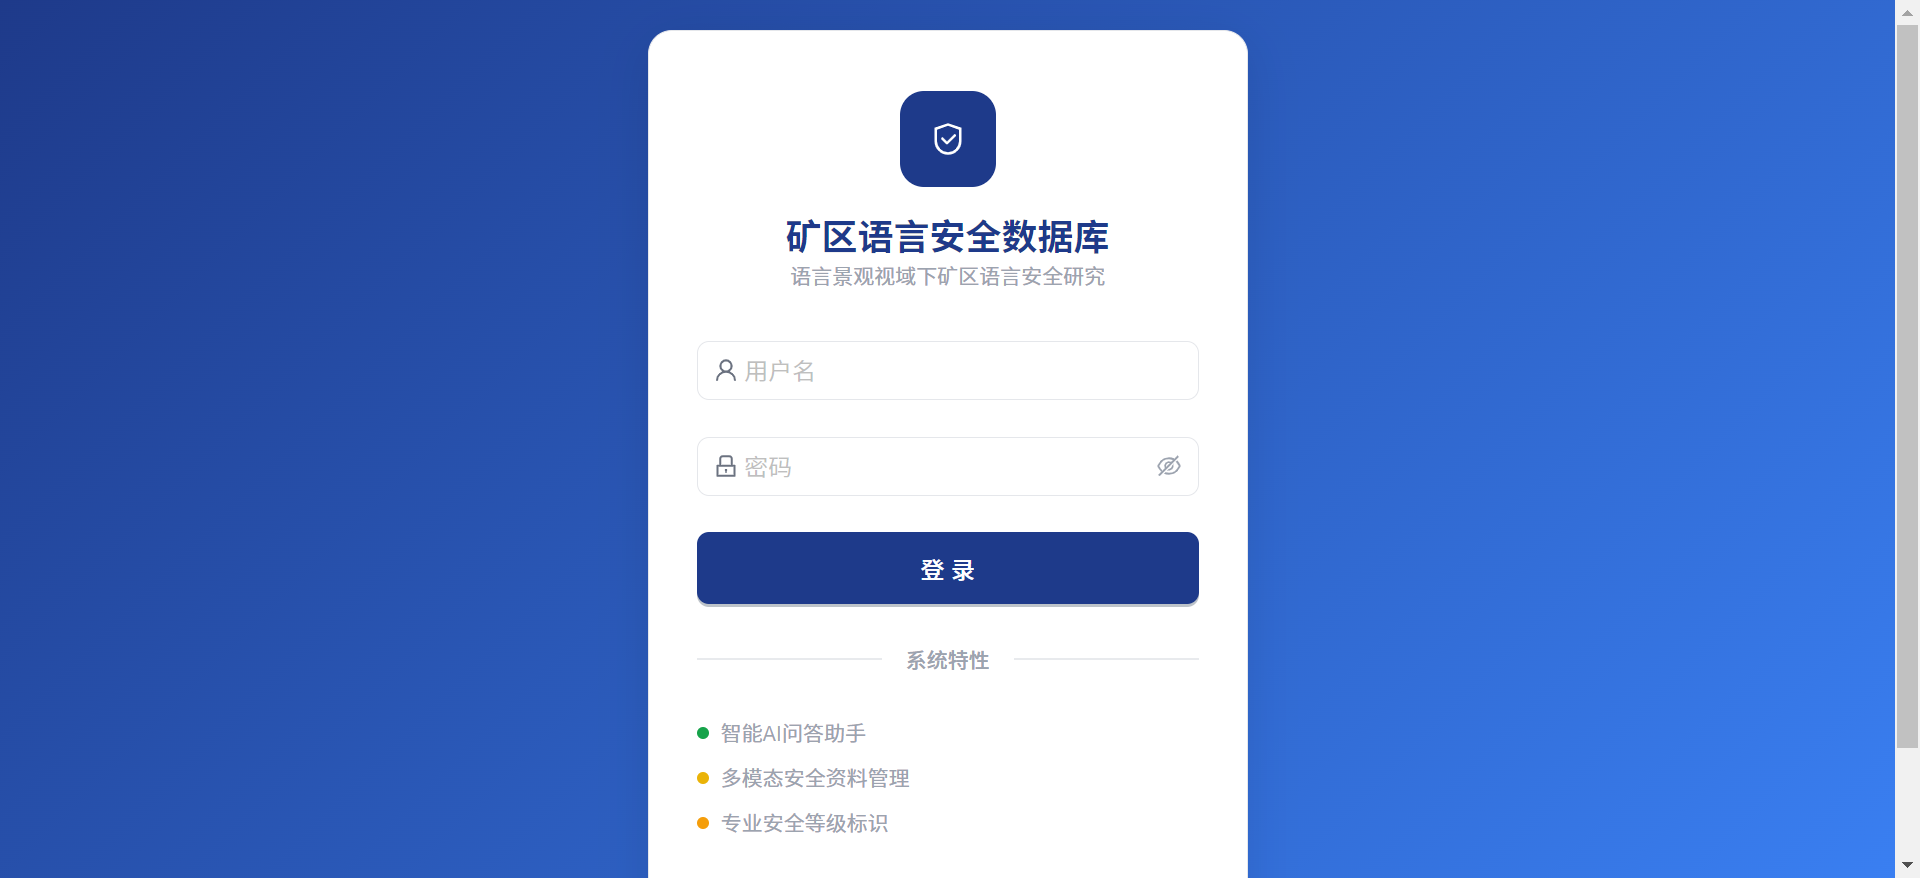 矿区语言安全数据库
语言景观视域下矿区语言安全研究
用户名
密码
登 录
系统特性
智能AI问答助手
多模态安全资料管理
专业安全等级标识